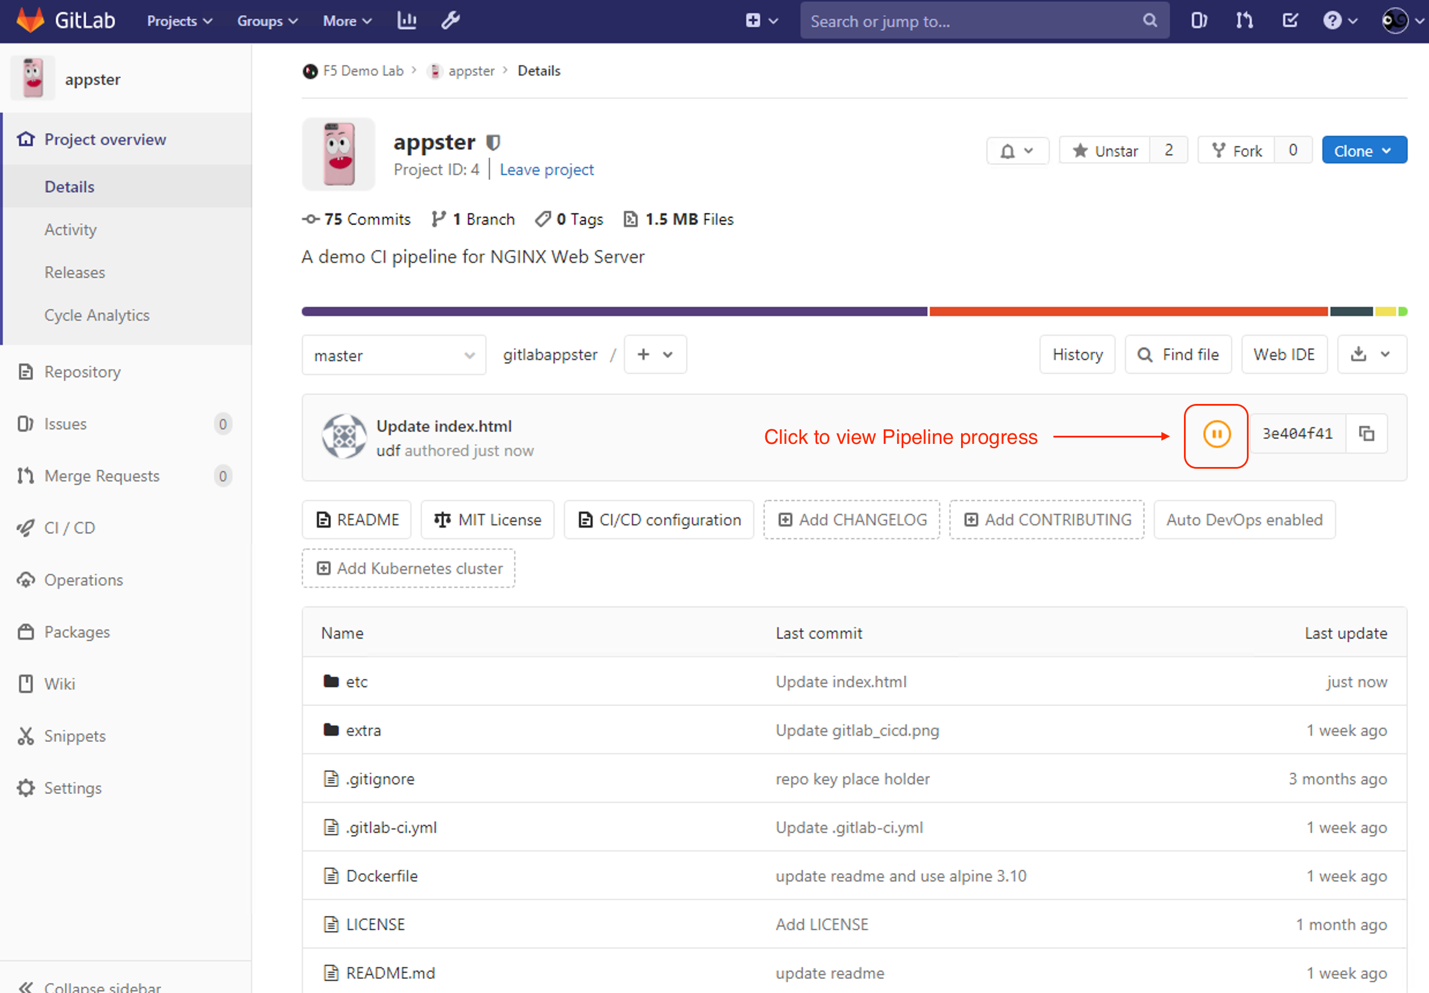 GitLab Projects Groups More Search or jump to...
appster
F5 Demo Lab > appster > Details
Project overview
Details
Activity
Releases
Cycle Analytics
Repository
Issues 0
Merge Requests 0
CI / CD
Operations
Packages
Wiki
Snippets
Settings
Collapse sidebar
appster
Project ID: 4 | Leave project
Unstar 2 Fork 0 Clone
75 Commits 1 Branch 0 Tags 1.5 MB Files
A demo CI pipeline for NGINX Web Server
master gitlabappster / + History Find file Web IDE
Update index.html
udf authored just now
Click to view Pipeline progress
3e404f41
README MIT License CI/CD configuration Add CHANGELOG Add CONTRIBUTING Auto DevOps enabled
Add Kubernetes cluster
Name Last commit Last update
etc Update index.html just now
extra Update gitlab_cicd.png 1 week ago
.gitignore repo key place holder 3 months ago
.gitlab-ci.yml Update .gitlab-ci.yml 1 week ago
Dockerfile update readme and use alpine 3.10 1 week ago
LICENSE Add LICENSE 1 month ago
README.md update readme 1 week ago